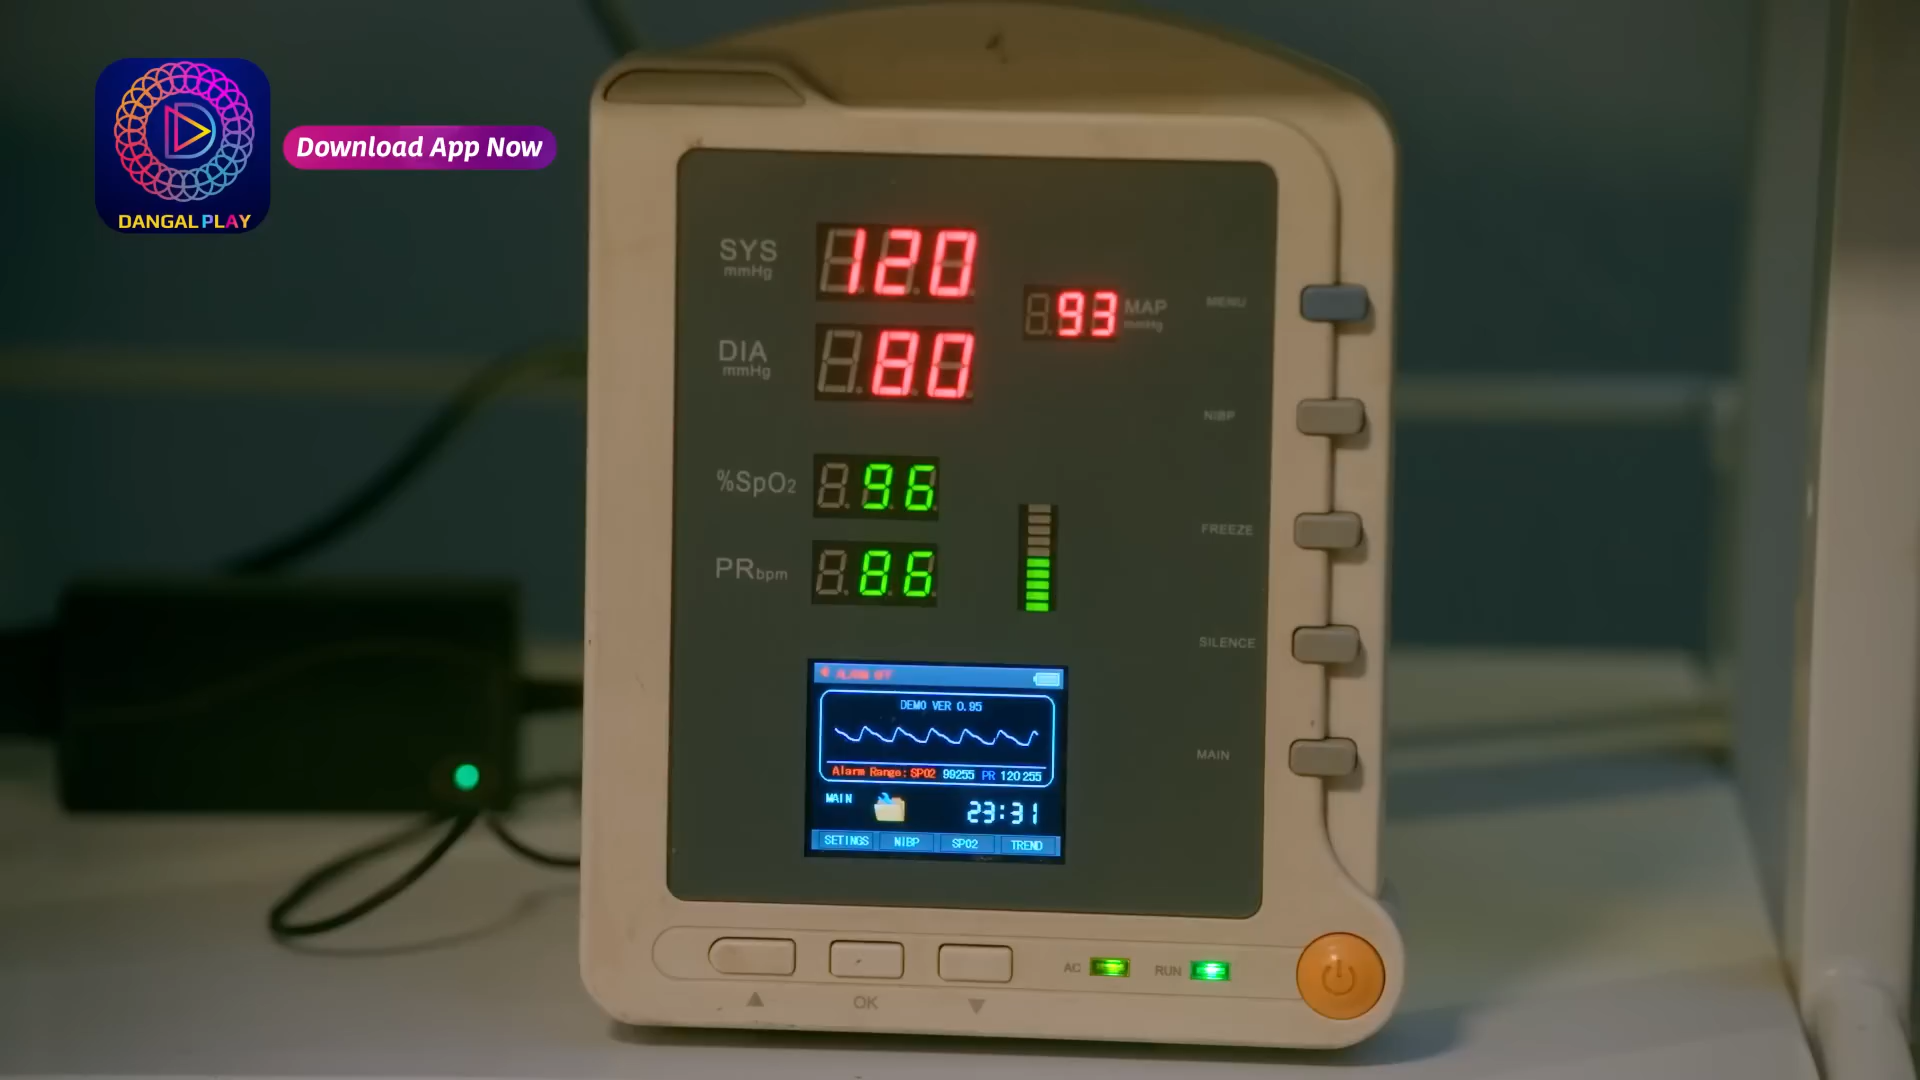 DANGAL PLAY
Download App Now
SYS
mmHg
120
93
MAP
mmHg
DIA
mmHg
80
%SpO2
96
PRbpm
86
MENU
NIBP
FREEZE
SILENCE
MAIN
DEMO VER 0.95
Alarm Range: SPO2 99255 PR 120 255
MAIN
23:31
SETINGS NIBP SPO2 TREND
AC
RUN
OK